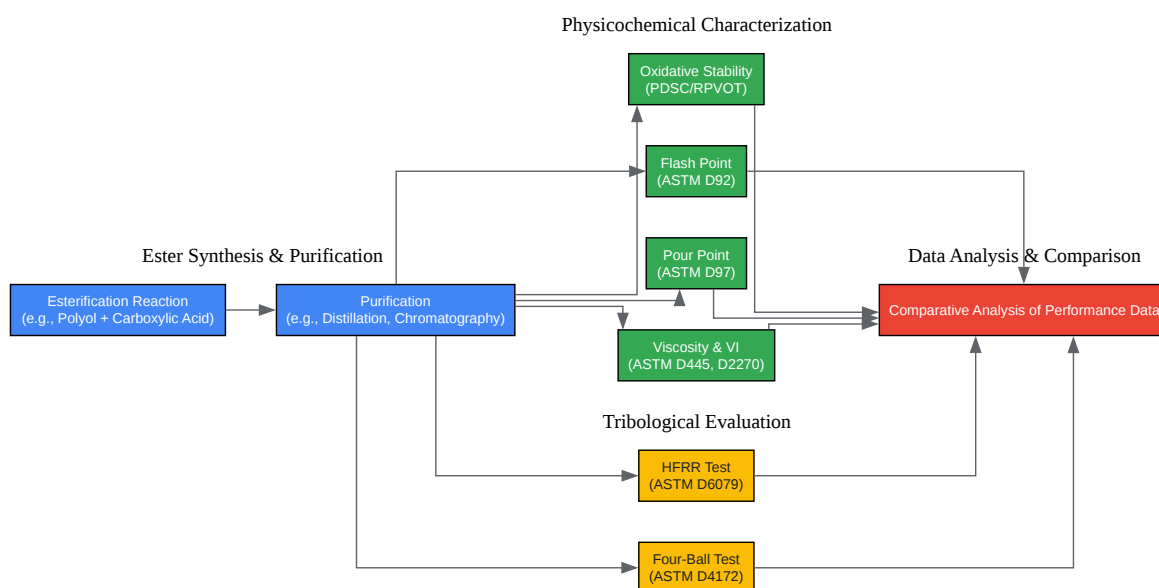 Physicochemical Characterization
Oxidative Stability
(PDSC/RPVOT)
Flash Point
(ASTM D92)
Ester Synthesis & Purification
Pour Point
(ASTM D97)
Data Analysis & Comparison
Esterification Reaction
(e.g., Polyol + Carboxylic Acid)
Purification
(e.g., Distillation, Chromatography)
Comparative Analysis of Performance Data
Viscosity & VI
(ASTM D445, D2270)
Tribological Evaluation
HFRR Test
(ASTM D6079)
Four-Ball Test
(ASTM D4172)